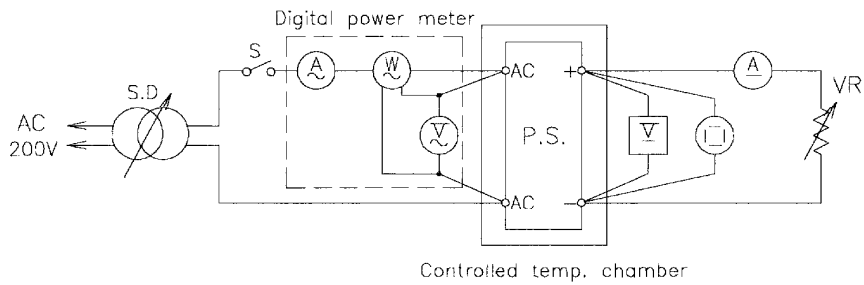 Digital power meter
S
A
W
AC
+
A
VR
S.D
AC
200V
V
P.S.
V
AC
−
Controlled temp. chamber